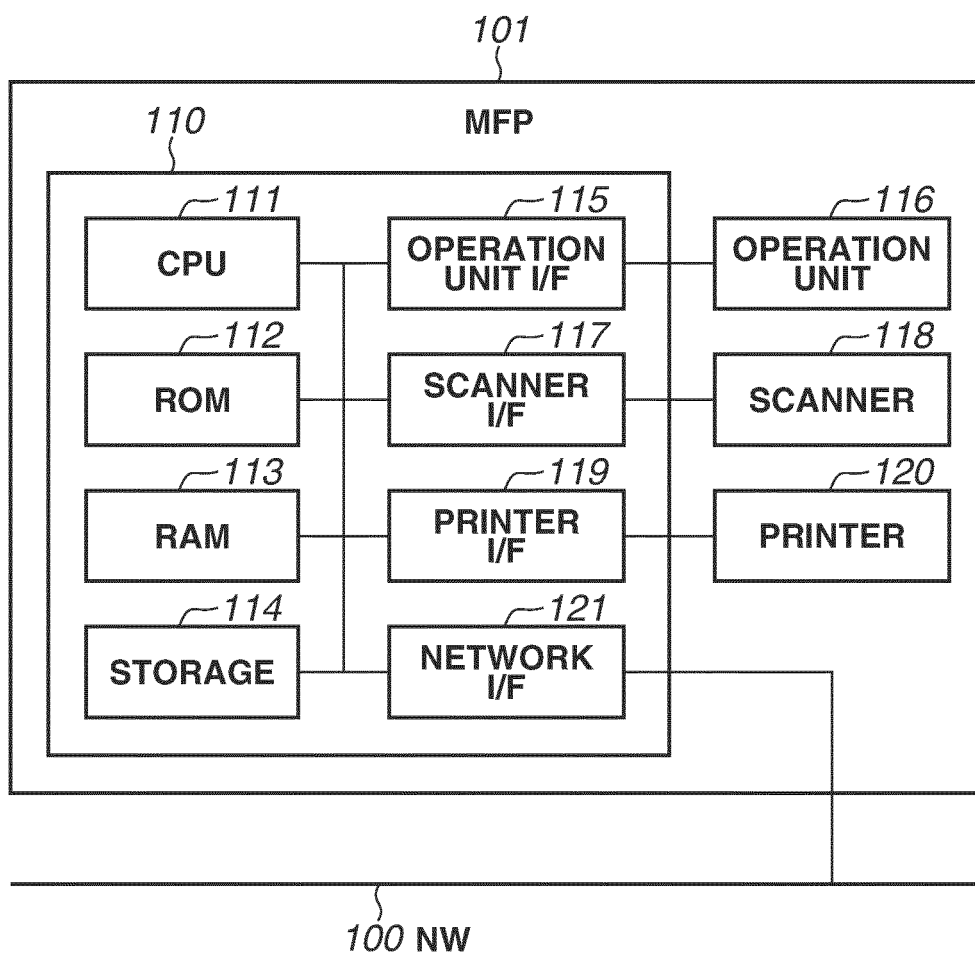 101
MFP
110
111
115
116
CPU
OPERATION
UNIT I/F
OPERATION
UNIT
112
117
118
ROM
SCANNER
I/F
SCANNER
113
119
120
RAM
PRINTER
I/F
PRINTER
114
121
STORAGE
NETWORK
I/F
100 NW